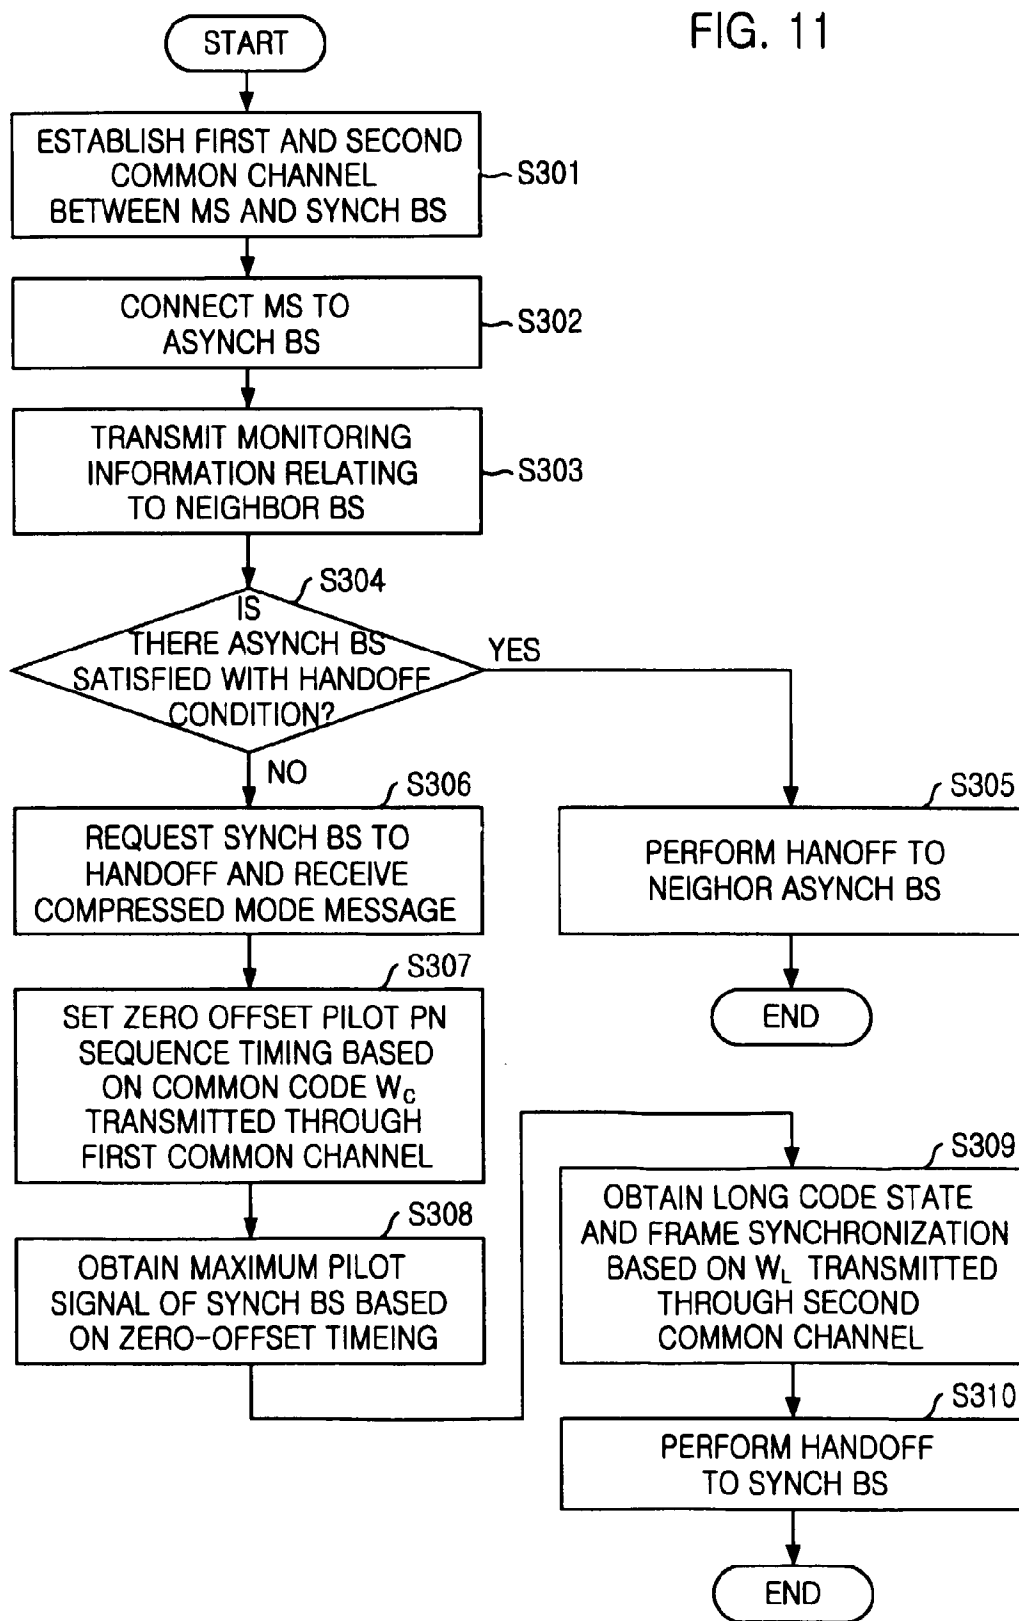 FIG. 11
START
ESTABLISH FIRST AND SECOND
COMMON CHANNEL
BETWEEN MS AND SYNCH BS
S301
CONNECT MS TO
ASYNCH BS
S302
TRANSMIT MONITORING
INFORMATION RELATING
TO NEIGHBOR BS
S303
S304
IS
THERE ASYNCH BS
SATISFIED WITH HANDOFF
CONDITION?
YES
NO
S306
REQUEST SYNCH BS TO
HANDOFF AND RECEIVE
COMPRESSED MODE MESSAGE
S305
PERFORM HANOFF TO
NEIGHOR ASYNCH BS
END
S307
SET ZERO OFFSET PILOT PN
SEQUENCE TIMING BASED
ON COMMON CODE WC
TRANSMITTED THROUGH
FIRST COMMON CHANNEL
S308
OBTAIN MAXIMUM PILOT
SIGNAL OF SYNCH BS BASED
ON ZERO-OFFSET TIMEING
S309
OBTAIN LONG CODE STATE
AND FRAME SYNCHRONIZATION
BASED ON WL TRANSMITTED
THROUGH SECOND
COMMON CHANNEL
S310
PERFORM HANDOFF
TO SYNCH BS
END